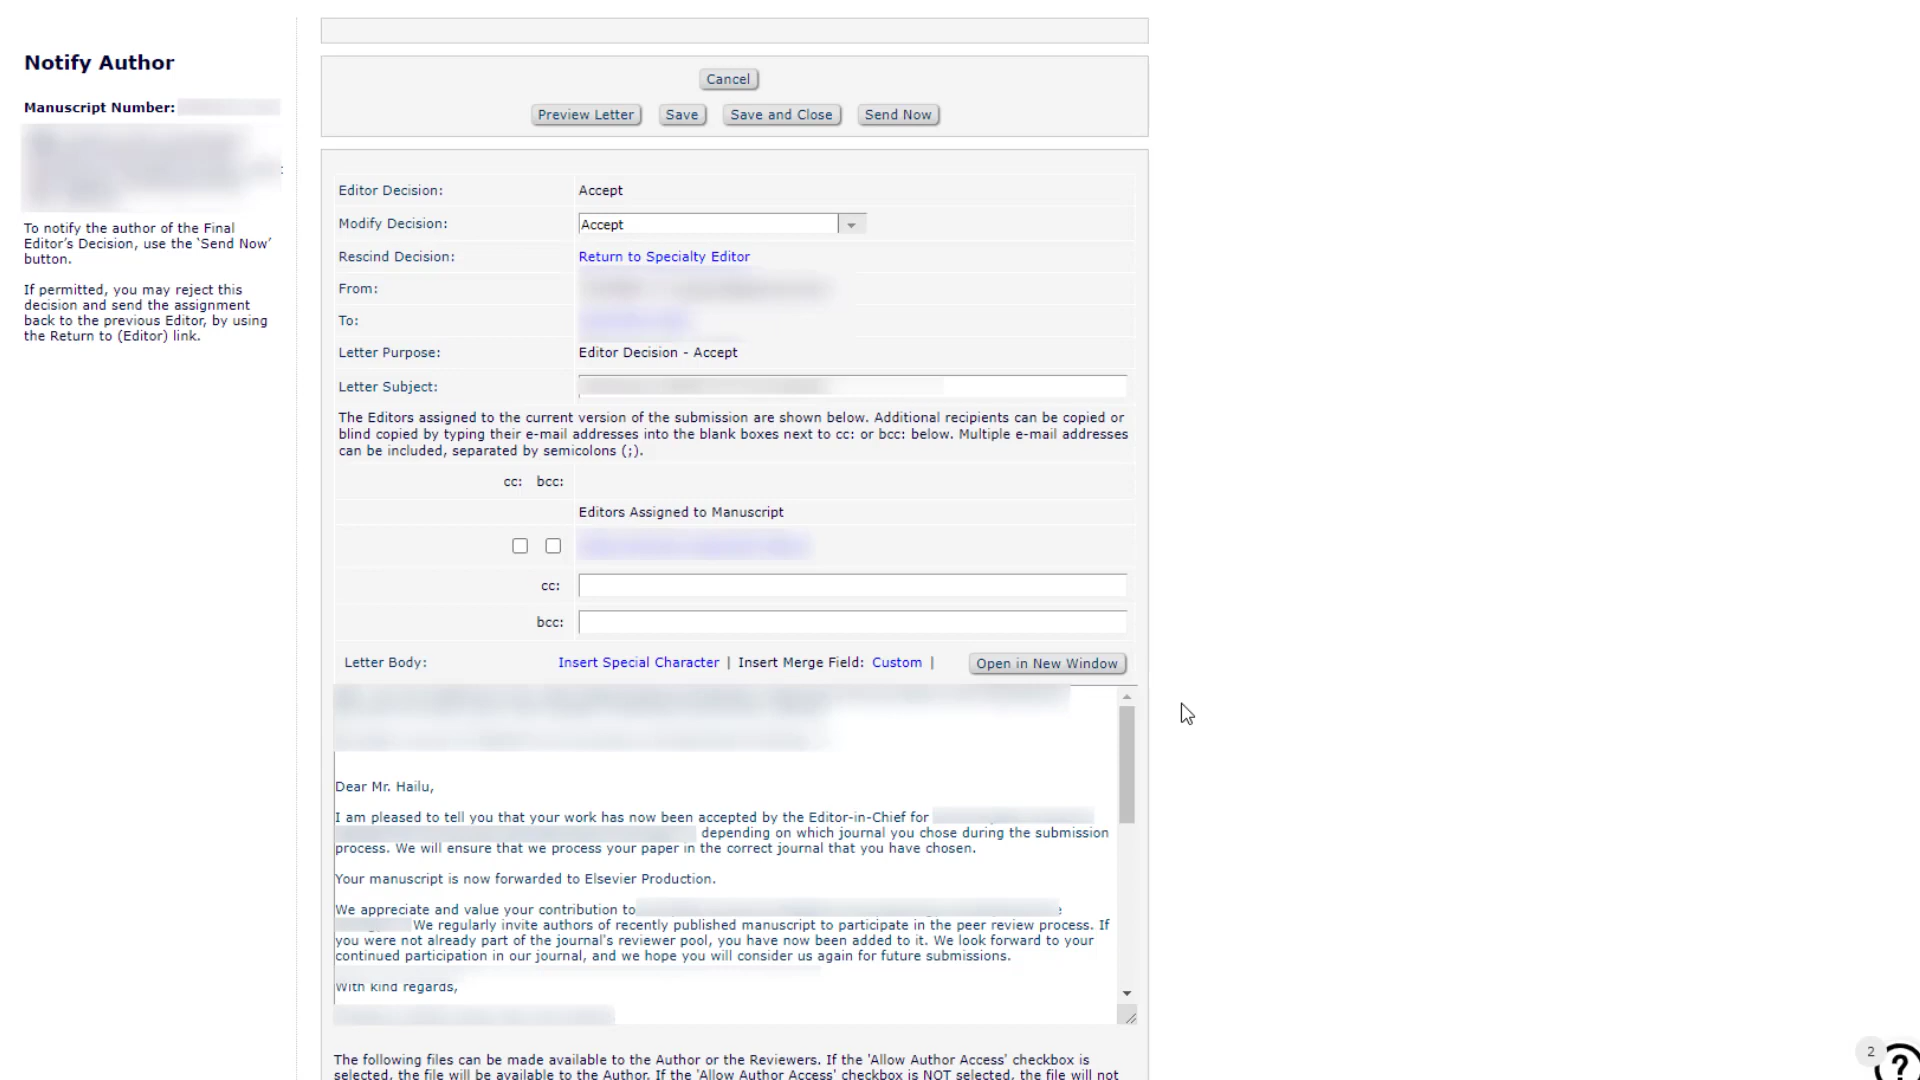 Notify Author
Manuscript Number:
To notify the author of the Final
Editor’s Decision, use the ‘Send Now’
button.
If permitted, you may reject this
decision and send the assignment
back to the previous Editor, by using
the Return to (Editor) link.
Cancel
Preview Letter Save Save and Close Send Now
Editor Decision: Accept
Modify Decision: Accept
Rescind Decision: Return to Specialty Editor
From:
To:
Letter Purpose: Editor Decision - Accept
Letter Subject:
The Editors assigned to the current version of the submission are shown below. Additional recipients can be copied or
blind copied by typing their e-mail addresses into the blank boxes next to cc: or bcc: below. Multiple e-mail addresses
can be included, separated by semicolons (;).
cc: bcc:
Editors Assigned to Manuscript
cc:
bcc:
Letter Body: Insert Special Character | Insert Merge Field: Custom | Open in New Window
Dear Mr. Hailu,
I am pleased to tell you that your work has now been accepted by the Editor-in-Chief for
depending on which journal you chose during the submission
process. We will ensure that we process your paper in the correct journal that you have chosen.
Your manuscript is now forwarded to Elsevier Production.
We appreciate and value your contribution to
We regularly invite authors of recently published manuscript to participate in the peer review process. If
you were not already part of the journal's reviewer pool, you have now been added to it. We look forward to your
continued participation in our journal, and we hope you will consider us again for future submissions.
With kind regards,
The following files can be made available to the Author or the Reviewers. If the 'Allow Author Access' checkbox is
selected, the file will be available to the Author. If the 'Allow Author Access' checkbox is NOT selected, the file will not
2
?